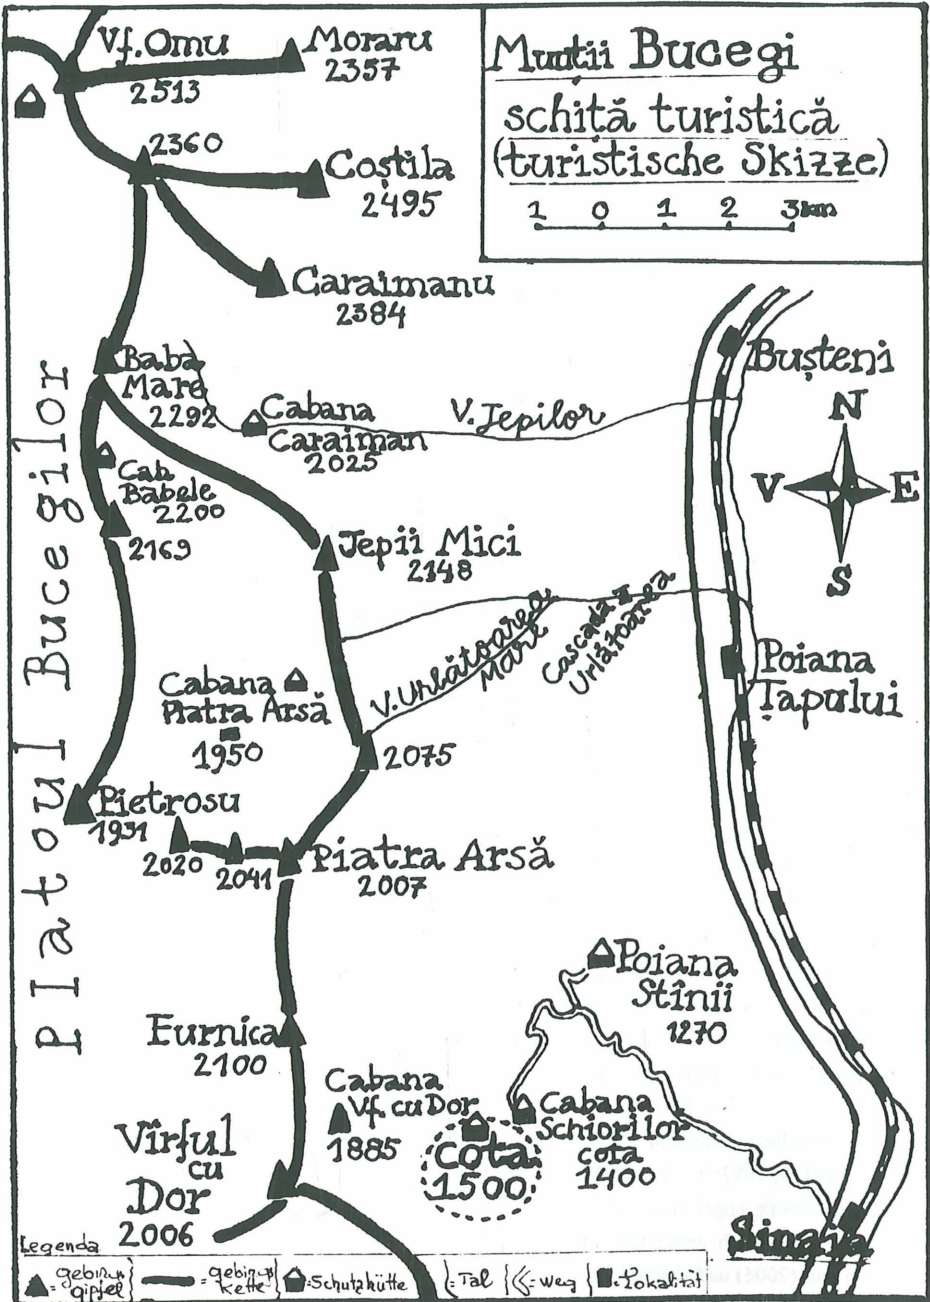 Munții Bucegi
schiță turistică
(turistische Skizze)
1 0 1 2 3km
Vf. Omu
2513
Moraru
2357
2360
Coștila
2495
Caraimanu
2384
Baba
Mare
2292
Cabana
Caraiman
2025
V. Jepilor
Bușteni
N
V E
S
Cab
Babele
2200
2169
Jepii Mici
2148
V. Urlătoarea
Mare
Cascada
Urlătoarea
Poiana
Țapului
Cabana
Piatra Arsă
1950
2075
Platoul Bucegilor
Pietrosu
1931
2020
2041
Piatra Arsă
2007
Poiana
Stînii
1270
Furnica
2100
Cabana
Vf. cu Dor
1885
Cota
1500
Cabana
Schiorilor
cota
1400
Vîrful
cu
Dor
2006
Sinaia
Legenda
= gebirgs gipfel } = gebirgs kette { =Schutzhütte =Tal =weg =Lokalität